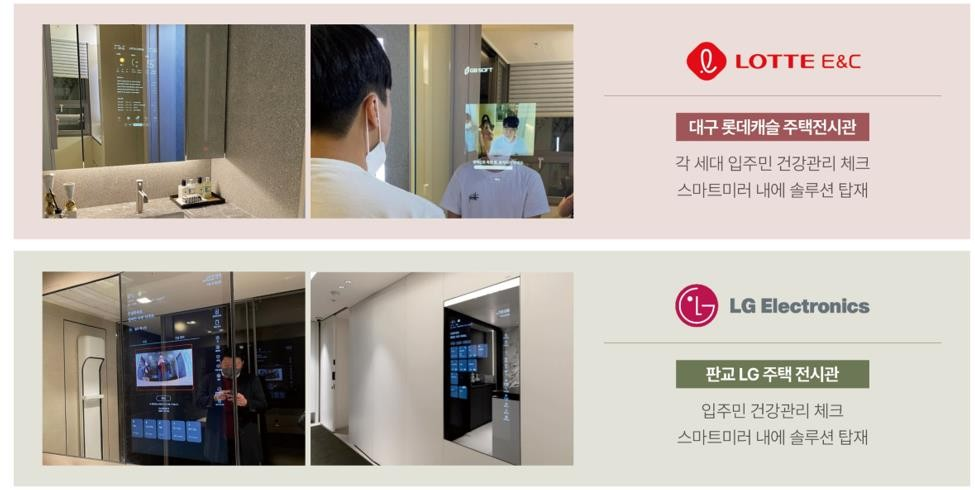 GB SOFT
LOTTE E&C
대구 롯데캐슬 주택전시관
각 세대 입주민 건강관리 체크
스마트미러 내에 솔루션 탑재
LG Electronics
판교 LG 주택 전시관
입주민 건강관리 체크
스마트미러 내에 솔루션 탑재